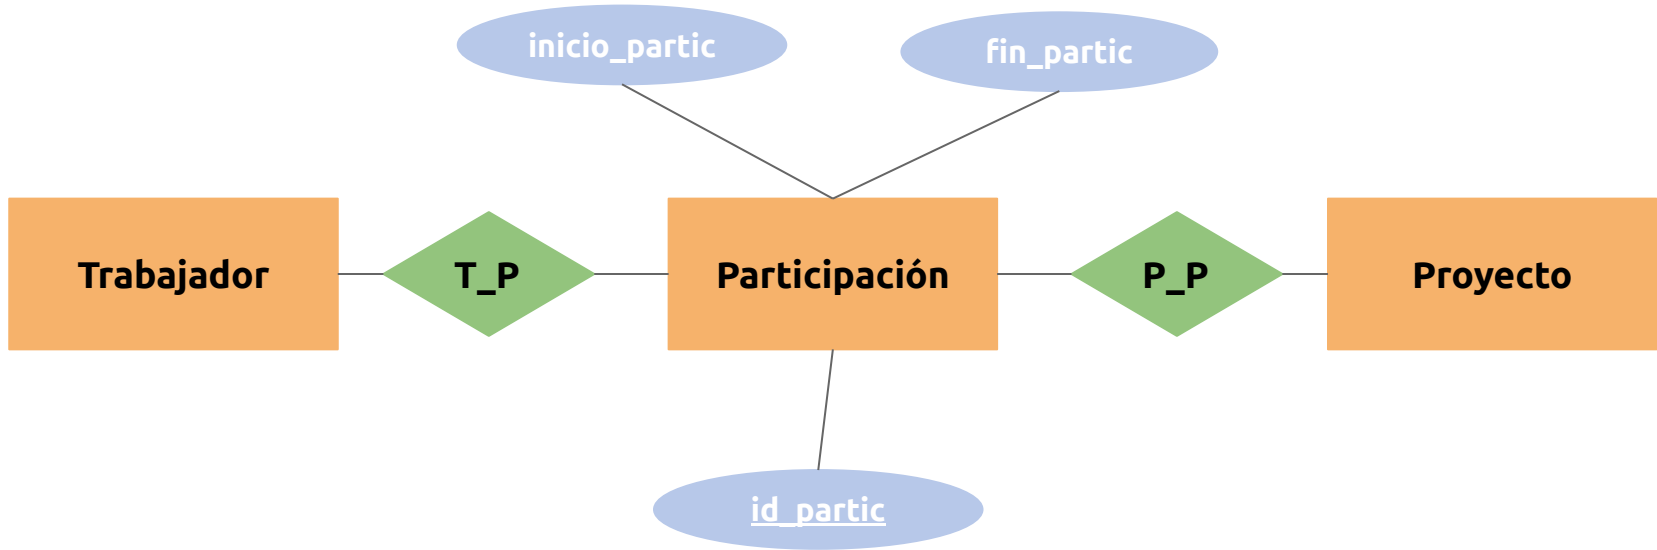 inicio_partic
fin_partic
Trabajador
T_P
Participación
P_P
Proyecto
id_partic